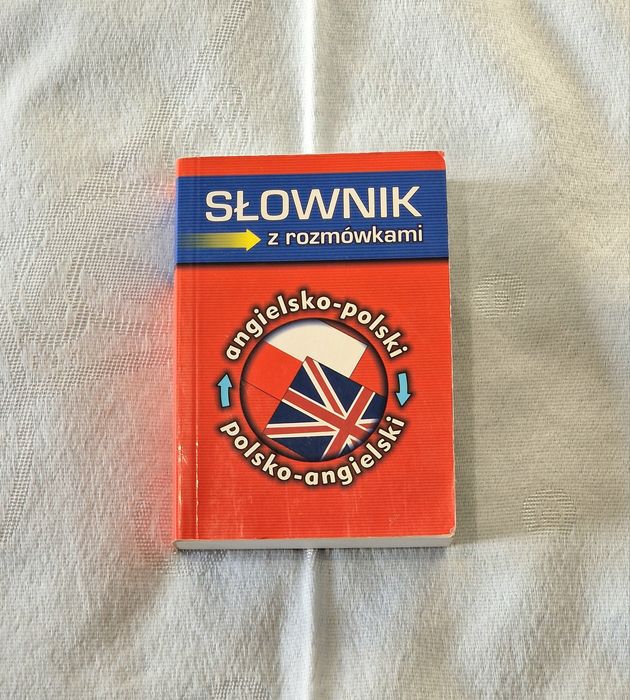 SŁOWNIK
z rozmówkami
angielsko-polski
polsko-angielski